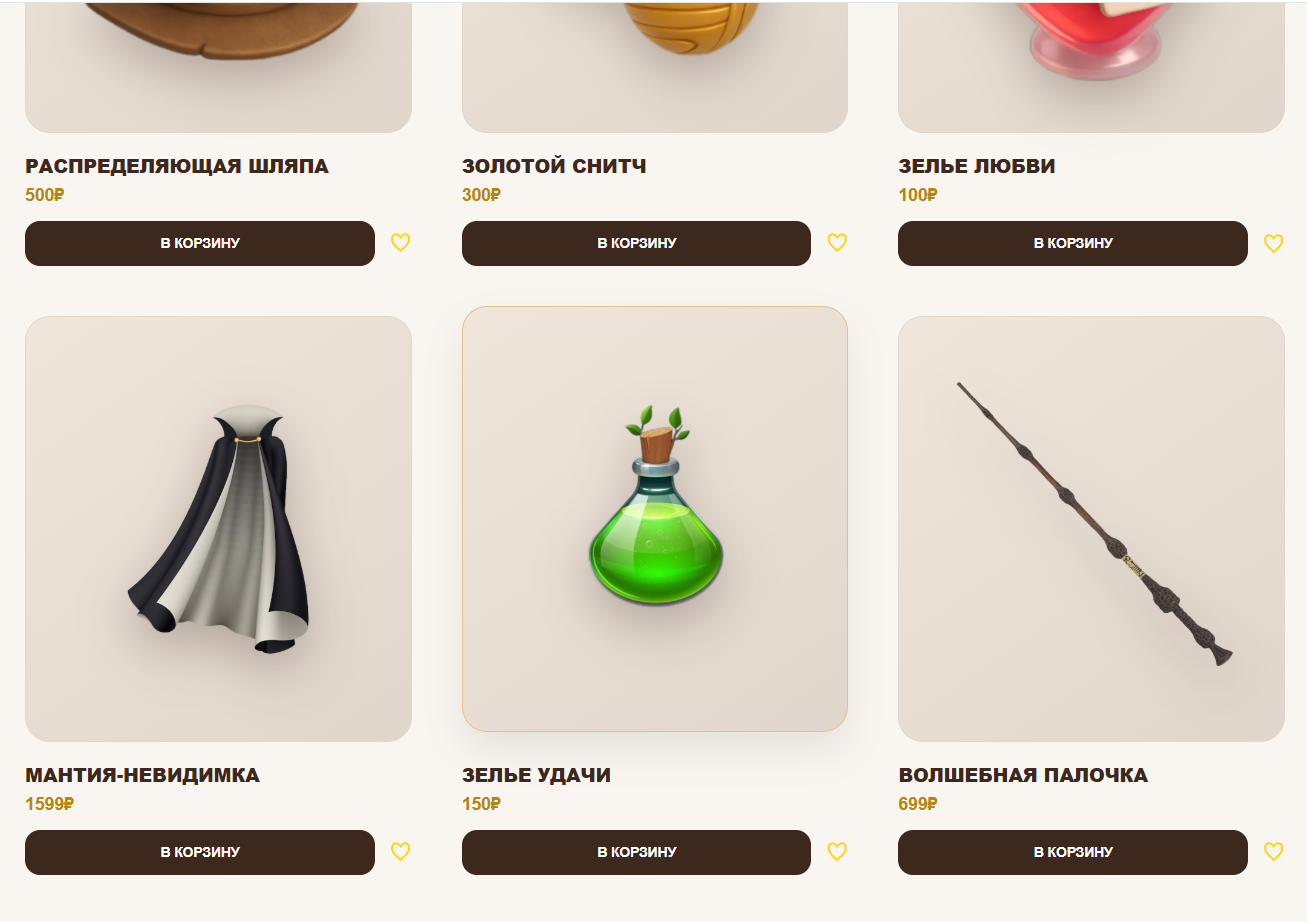 РАСПРЕДЕЛЯЮЩАЯ ШЛЯПА
500₽
В КОРЗИНУ
ЗОЛОТОЙ СНИТЧ
300₽
В КОРЗИНУ
ЗЕЛЬЕ ЛЮБВИ
100₽
В КОРЗИНУ
МАНТИЯ-НЕВИДИМКА
1599₽
В КОРЗИНУ
ЗЕЛЬЕ УДАЧИ
150₽
В КОРЗИНУ
ВОЛШЕБНАЯ ПАЛОЧКА
699₽
В КОРЗИНУ